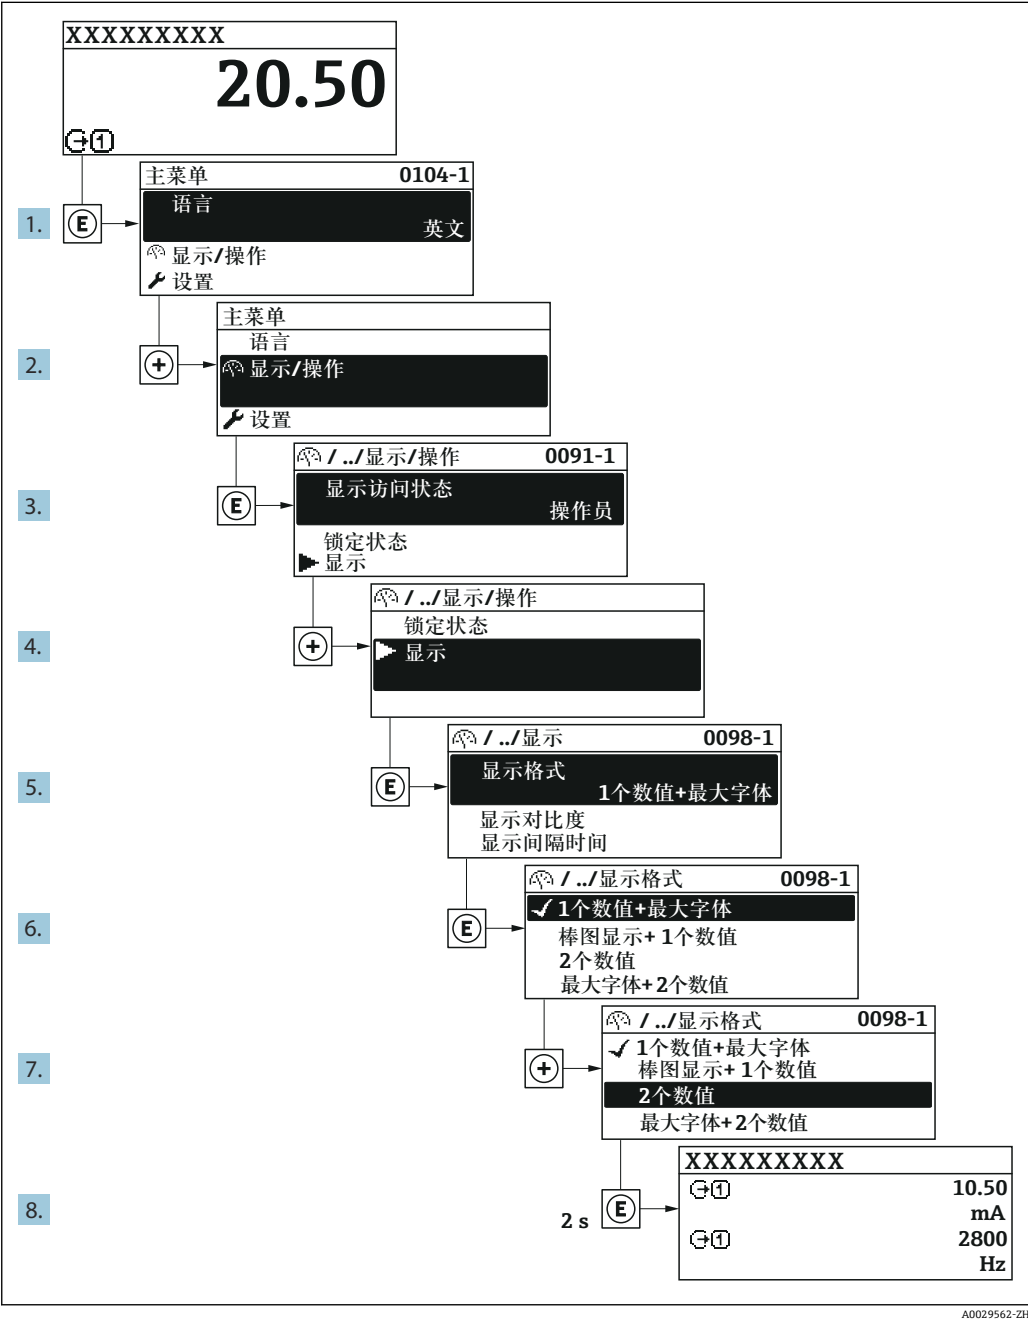 XXXXXXXXX
20.50
1
主菜单 0104-1
语言
英文
显示/操作
设置
1.
E
主菜单
语言
显示/操作
设置
2.
+
/ ../显示/操作 0091-1
显示访问状态
操作员
锁定状态
显示
3.
E
/ ../显示/操作
锁定状态
显示
4.
+
/ ../显示 0098-1
显示格式
1个数值+最大字体
显示对比度
显示间隔时间
5.
E
/ ../显示格式 0098-1
1个数值+最大字体
棒图显示+ 1个数值
2个数值
最大字体+ 2个数值
6.
E
/ ../显示格式 0098-1
1个数值+最大字体
棒图显示+ 1个数值
2个数值
最大字体+ 2个数值
7.
+
XXXXXXXXX
1 10.50
mA
1 2800
Hz
8.
2 s
E
A0029562-ZH